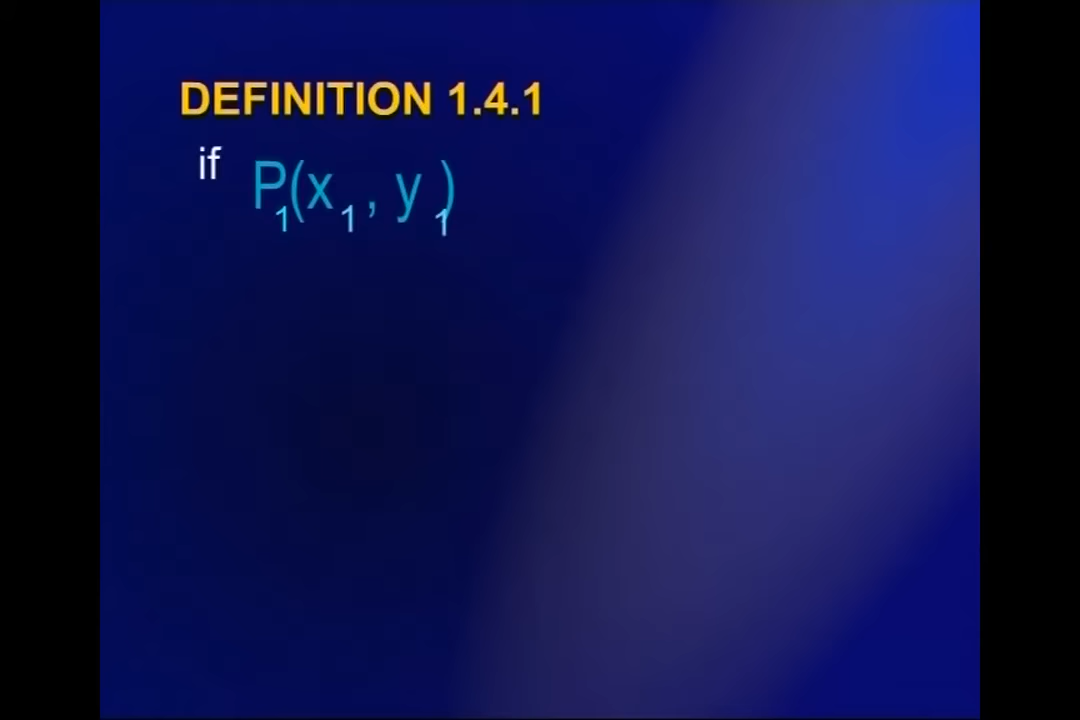 DEFINITION 1.4.1
if P₁(x₁, y₁)